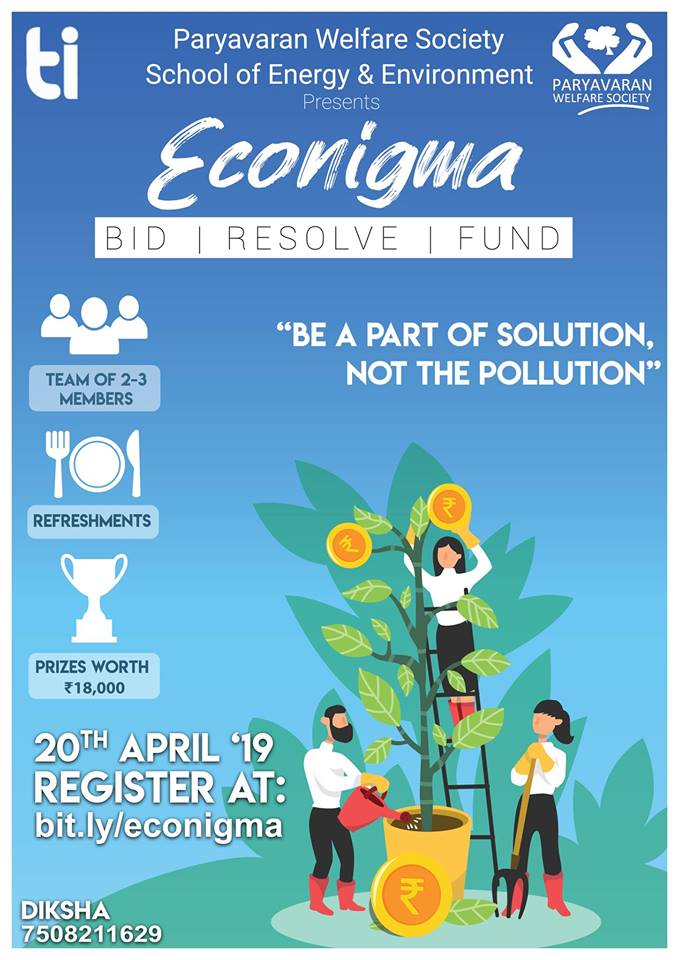 ti
Paryavaran Welfare Society
School of Energy & Environment
Presents
PARYAVARAN
WELFARE SOCIETY
Econigma
BID | RESOLVE | FUND
“BE A PART OF SOLUTION,
NOT THE POLLUTION”
TEAM OF 2-3
MEMBERS
REFRESHMENTS
PRIZES WORTH
₹18,000
20TH APRIL ‘19
REGISTER AT:
bit.ly/econigma
₹
₹
₹
DIKSHA
7508211629